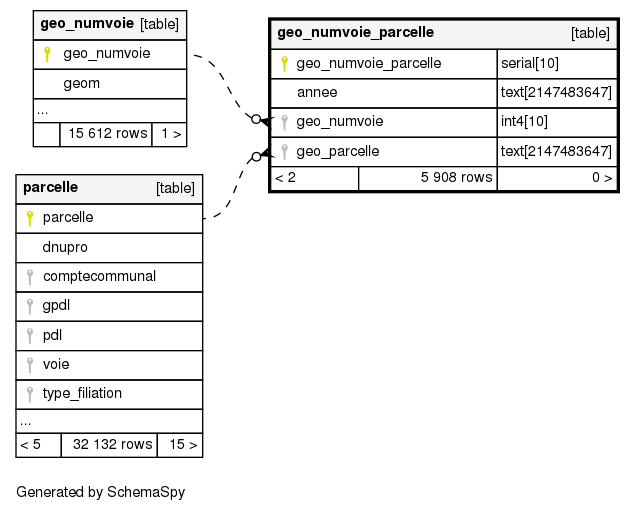 geo_numvoie [table]
geo_numvoie
geom
...
15 612 rows 1 >
geo_numvoie_parcelle [table]
geo_numvoie_parcelle serial[10]
annee text[2147483647]
geo_numvoie int4[10]
geo_parcelle text[2147483647]
< 2 5 908 rows 0 >
parcelle [table]
parcelle
dnupro
comptecommunal
gpdl
pdl
voie
type_filiation
...
< 5 32 132 rows 15 >
Generated by SchemaSpy